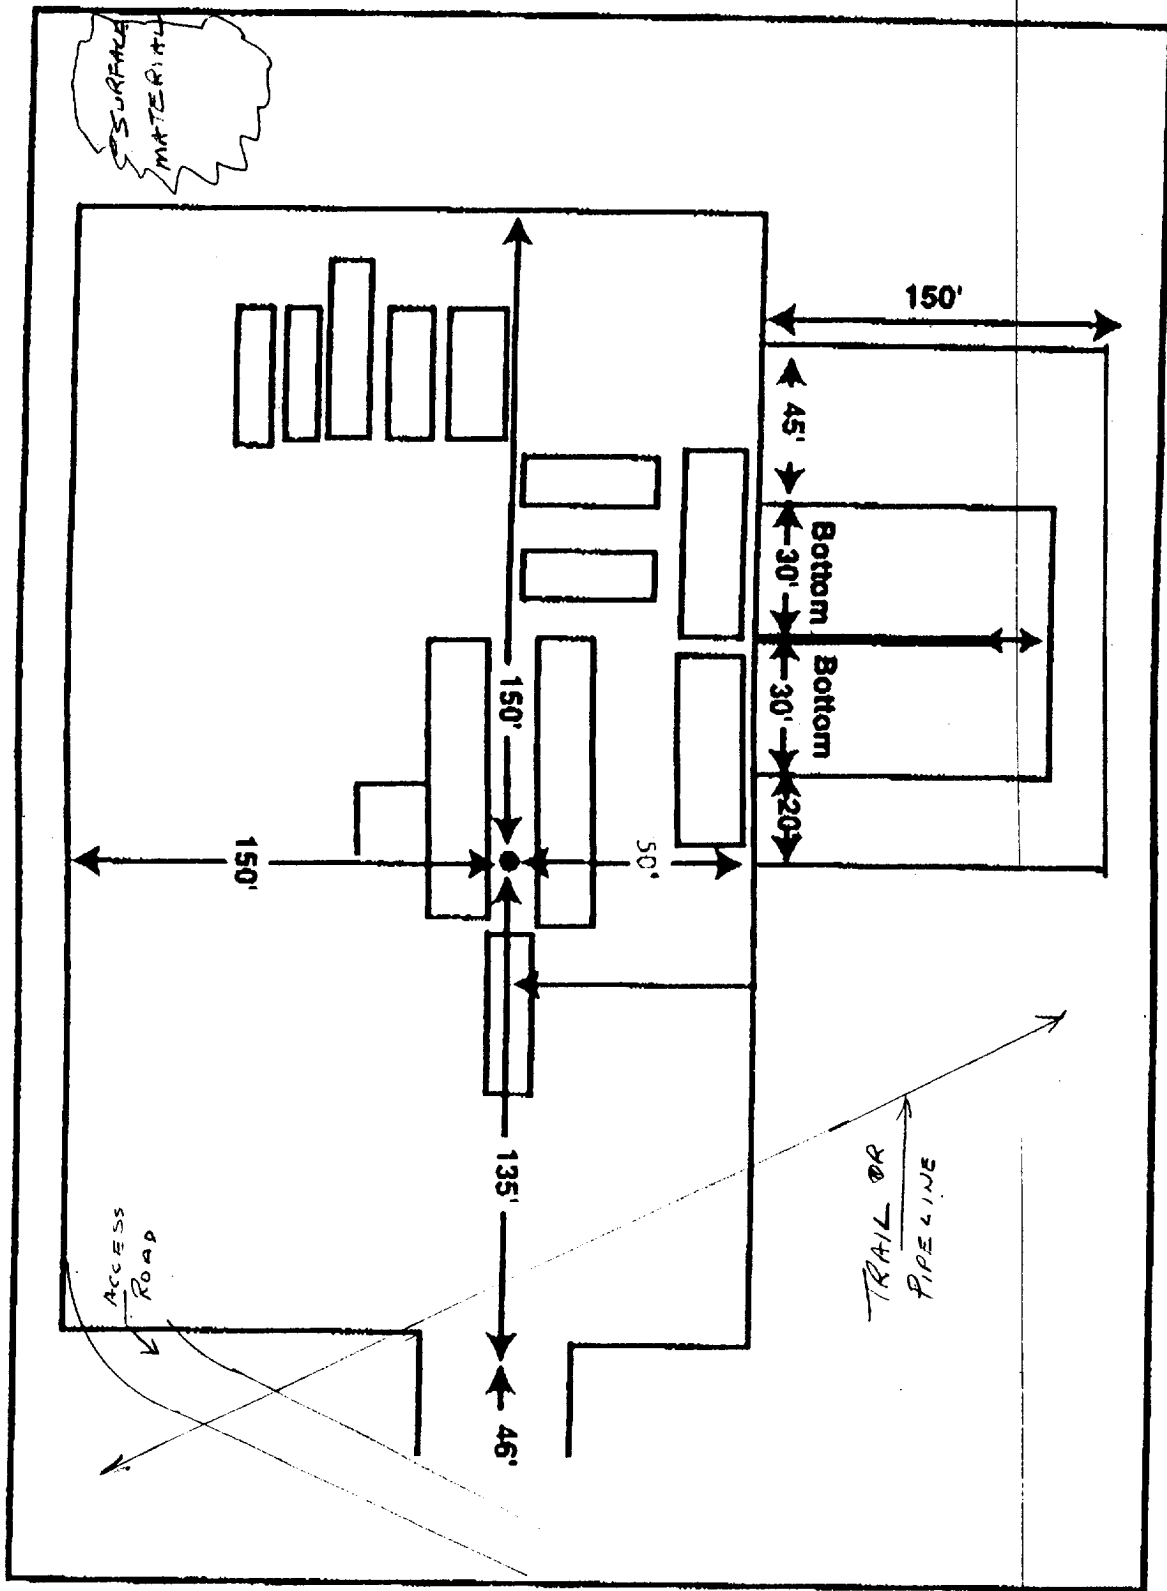 SURFACE
MATERIAL
150'
45'
30'
Bottom
30'
Bottom
20'
150'
150'
50'
135'
46'
ACCESS
ROAD
TRAIL OR
PIPELINE